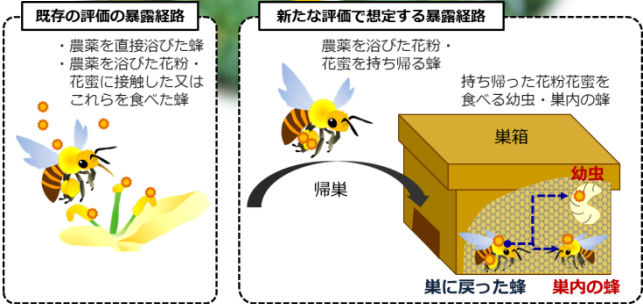 既存の評価の暴露経路
・農薬を直接浴びた蜂
・農薬を浴びた花粉・
花蜜に接触した又は
これらを食べた蜂
新たな評価で想定する暴露経路
農薬を浴びた花粉・
花蜜を持ち帰る蜂
持ち帰った花粉花蜜を
食べる幼虫・巣内の蜂
巣箱
幼虫
帰巣
巣に戻った蜂
巣内の蜂